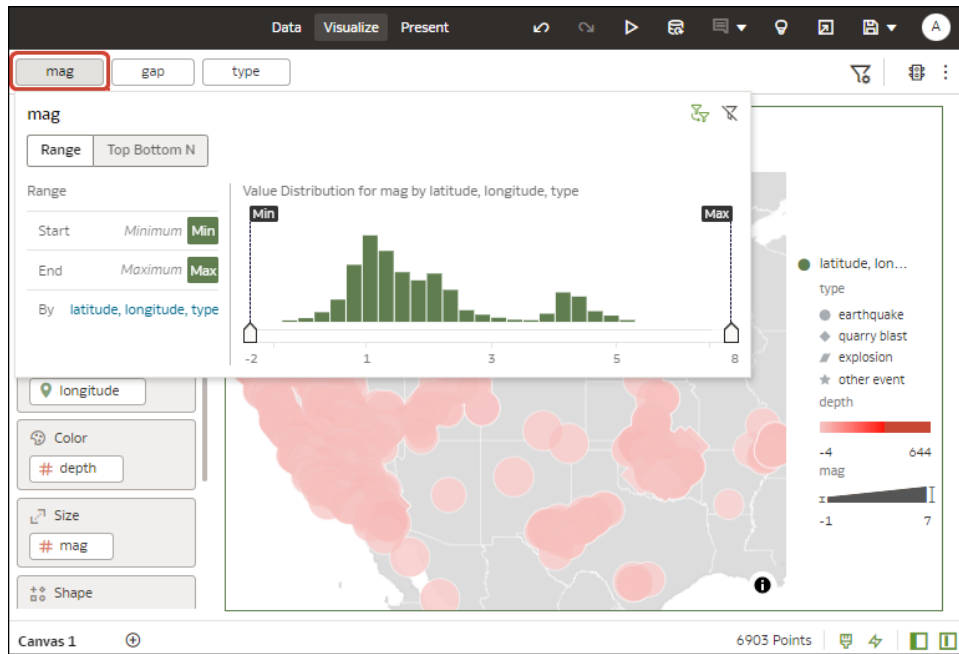 Data Visualize Present A
mag gap type
mag
Range Top Bottom N
Range
Value Distribution for mag by latitude, longitude, type
Min Max
Start Minimum Min
End Maximum Max
By latitude, longitude, type
-2 1 3 5 8
longitude
Color
# depth
Size
# mag
Shape
latitude, lon...
type
earthquake
quarry blast
explosion
other event
depth
-4 644
mag
-1 7
Canvas 1
6903 Points